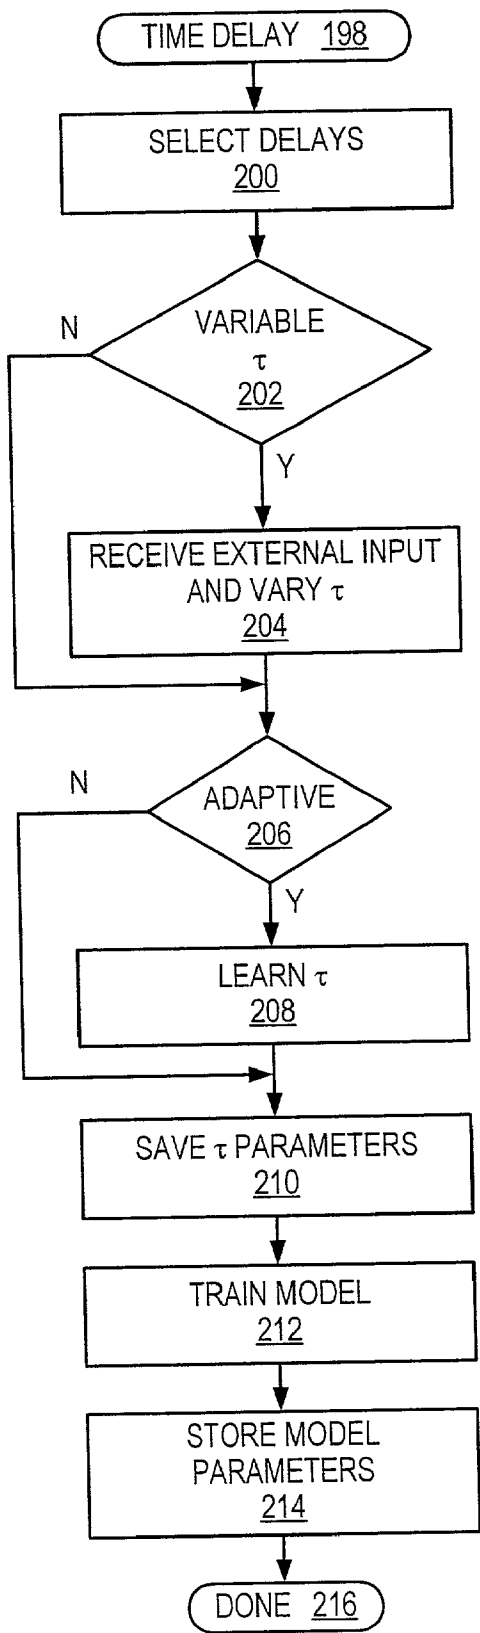 TIME DELAY 198
SELECT DELAYS
200
VARIABLE
τ
202
N
Y
RECEIVE EXTERNAL INPUT
AND VARY τ
204
N
ADAPTIVE
206
Y
LEARN τ
208
SAVE τ PARAMETERS
210
TRAIN MODEL
212
STORE MODEL
PARAMETERS
214
DONE 216